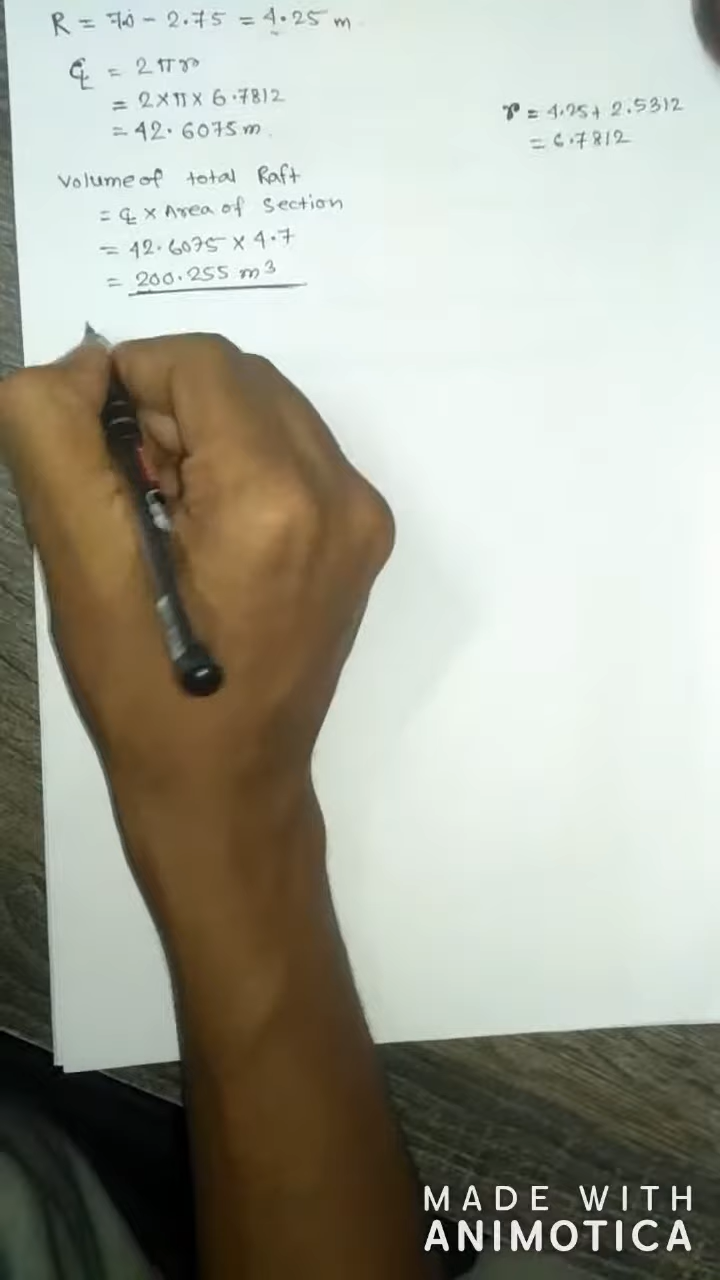 R = 7.0 - 2.75 = 4.25 m
℄ = 2πr
= 2×π× 6.7812
= 42.6075 m.
r = 4.25 + 2.5312
= 6.7812
Volume of total Raft
= ℄ × Area of Section
= 42.6075 × 4.7
= 200.255 m³
MADE WITH
ANIMOTICA